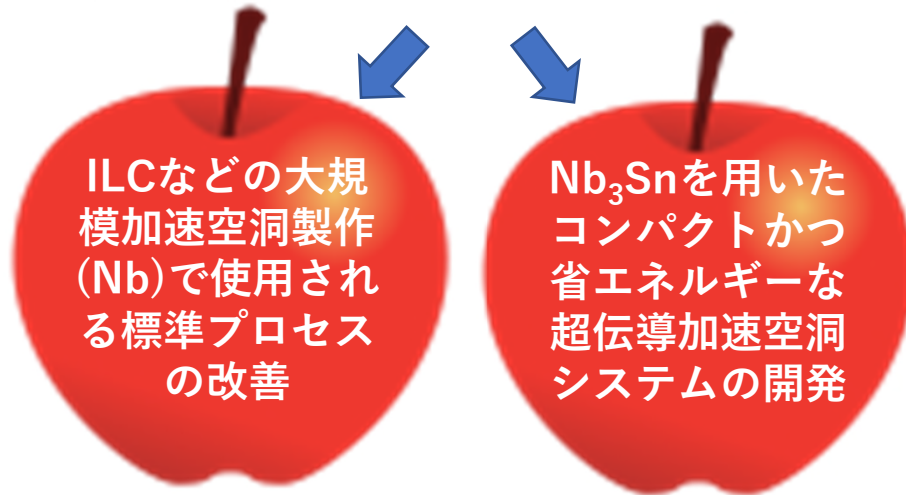 ILCなどの大規
模加速空洞製作
(Nb)で使用され
る標準プロセス
の改善
Nb₃Snを用いた
コンパクトかつ
省エネルギーな
超伝導加速空洞
システムの開発